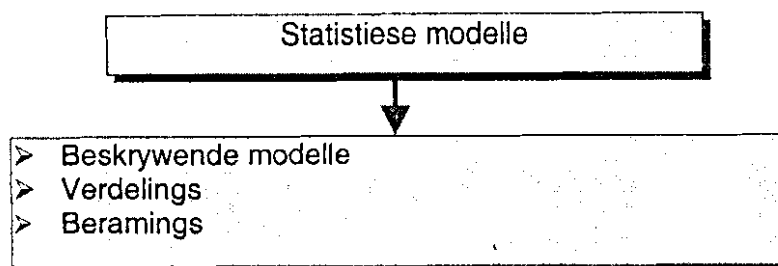 Statistiese modelle
➢ Beskrywende modelle
➢ Verdelings
➢ Beramings